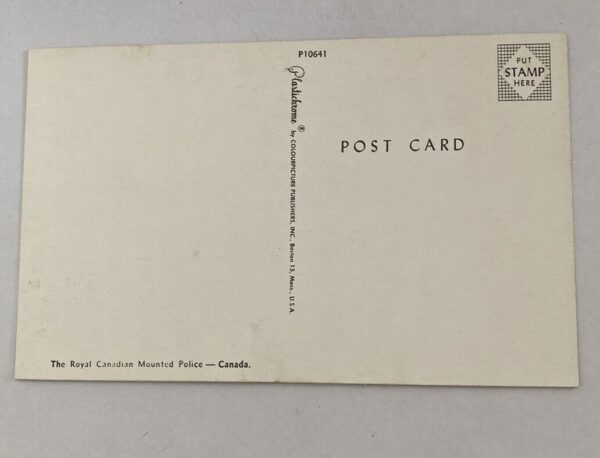 P10641
PUT
STAMP
HERE
Plastichrome ® by COLOURPICTURE PUBLISHERS, INC., Boston 15, Mass., U.S.A.
POST CARD
The Royal Canadian Mounted Police — Canada.